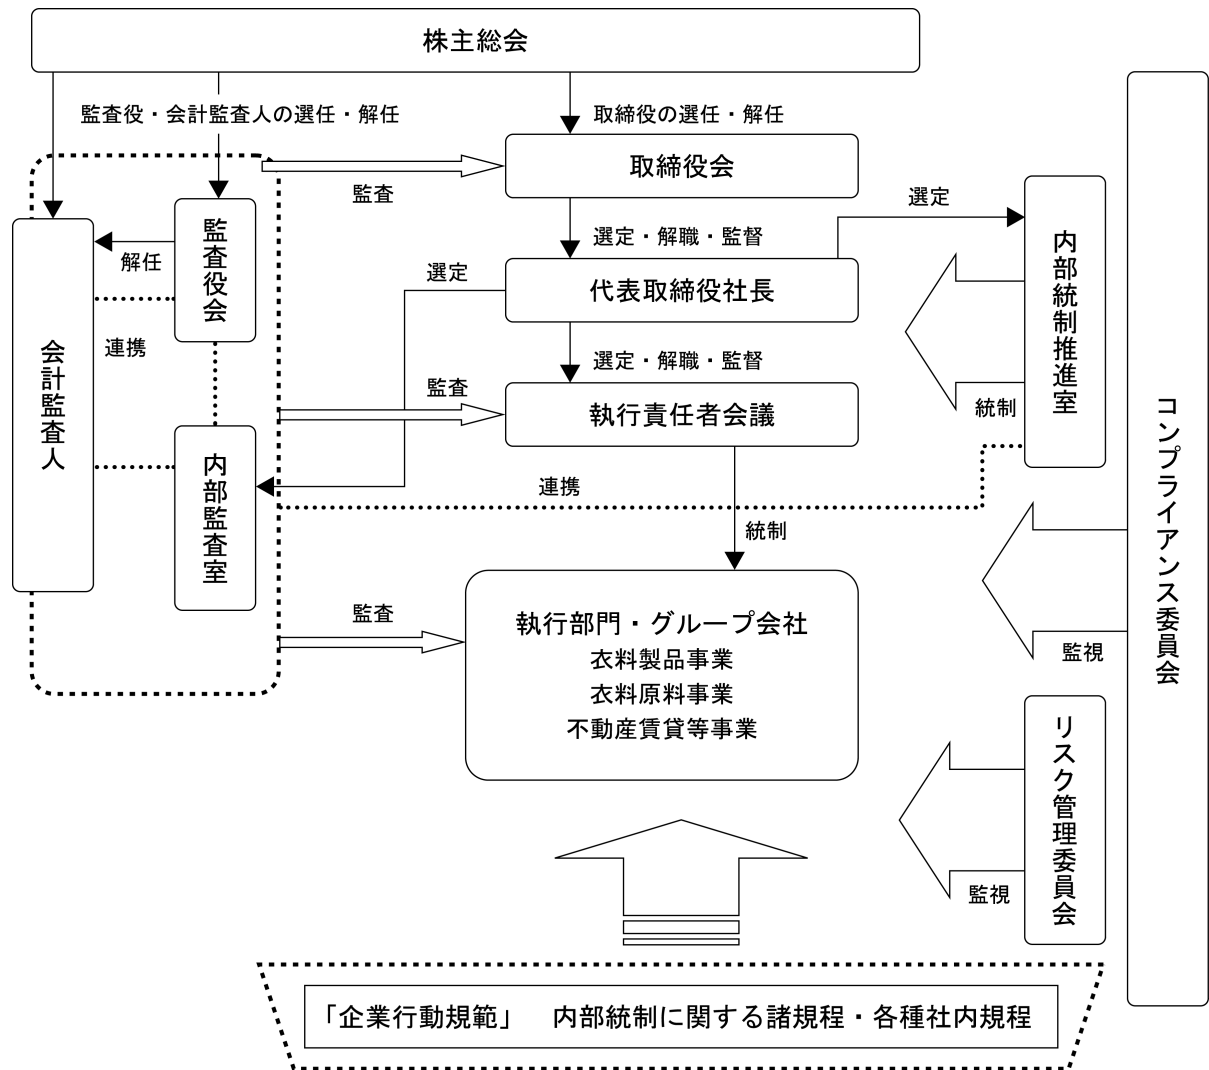 株主総会
監査役・会計監査人の選任・解任
取締役の選任・解任
取締役会
監査
選定・解職・監督
選定
代表取締役社長
選定
監査役会
解任
連携
会計監査人
内部監査室
選定・解職・監督
監査
執行責任者会議
内部統制推進室
統制
連携
統制
コンプライアンス委員会
監視
監査
執行部門・グループ会社
衣料製品事業
衣料原料事業
不動産賃貸等事業
リスク管理委員会
監視
「企業行動規範」　内部統制に関する諸規程・各種社内規程